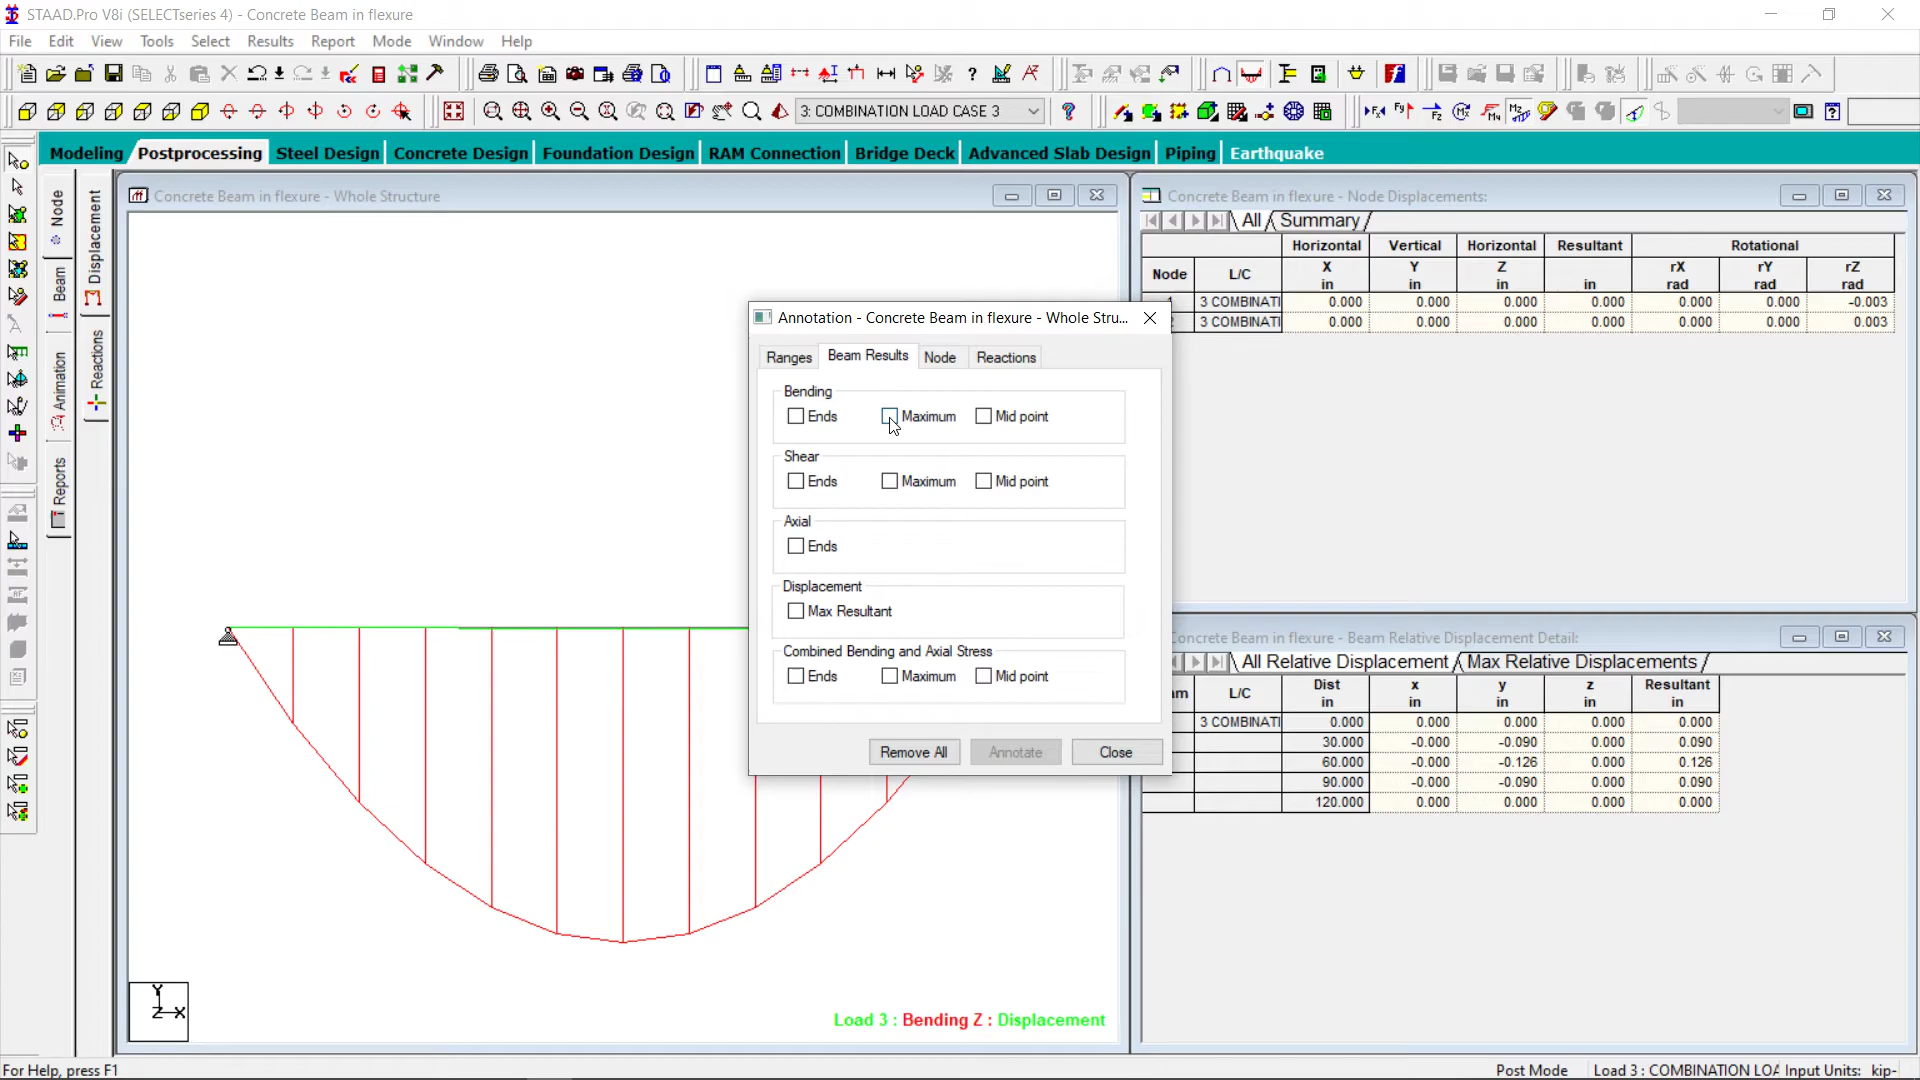 STAAD.Pro V8i (SELECTseries 4) - Concrete Beam in flexure
File Edit View Tools Select Results Report Mode Window Help
3: COMBINATION LOAD CASE 3
Modeling Postprocessing Steel Design Concrete Design Foundation Design RAM Connection Bridge Deck Advanced Slab Design Piping Earthquake
Node
Beam
Animation
Reports
Displacement
Reactions
Concrete Beam in flexure - Whole Structure
Load 3 : Bending Z : Displacement
Y
Z X
Annotation - Concrete Beam in flexure - Whole Stru...
Ranges Beam Results Node Reactions
Bending
Ends Maximum Mid point
Shear
Ends Maximum Mid point
Axial
Ends
Displacement
Max Resultant
Combined Bending and Axial Stress
Ends Maximum Mid point
Remove All Annotate Close
Concrete Beam in flexure - Node Displacements:
All Summary
Horizontal Vertical Horizontal Resultant Rotational
Node L/C X in Y in Z in in rX rad rY rad rZ rad
3 COMBINATI 0.000 0.000 0.000 0.000 0.000 0.000 -0.003
3 COMBINATI 0.000 0.000 0.000 0.000 0.000 0.000 0.003
oncrete Beam in flexure - Beam Relative Displacement Detail:
All Relative Displacement Max Relative Displacements
am L/C Dist in x in y in z in Resultant in
3 COMBINATI 0.000 0.000 0.000 0.000 0.000
30.000 -0.000 -0.090 0.000 0.090
60.000 -0.000 -0.126 0.000 0.126
90.000 -0.000 -0.090 0.000 0.090
120.000 0.000 0.000 0.000 0.000
For Help, press F1
Post Mode Load 3 : COMBINATION LOA Input Units: kip-